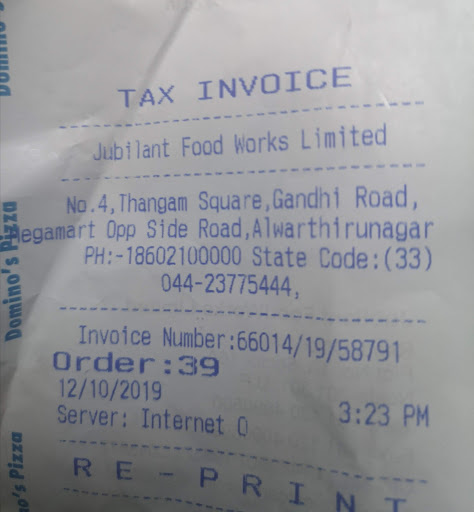 TAX INVOICE
Jubilant Food Works Limited
No.4,Thangam Square,Gandhi Road,
egamart Opp Side Road,Alwarthirunagar
PH:-18602100000 State Code:(33)
044-23775444,
Invoice Number:66014/19/58791
Order:39
12/10/2019 3:23 PM
Server: Internet O
RE-PRINT
Domino's
Domino's Pizza
no's Pizza